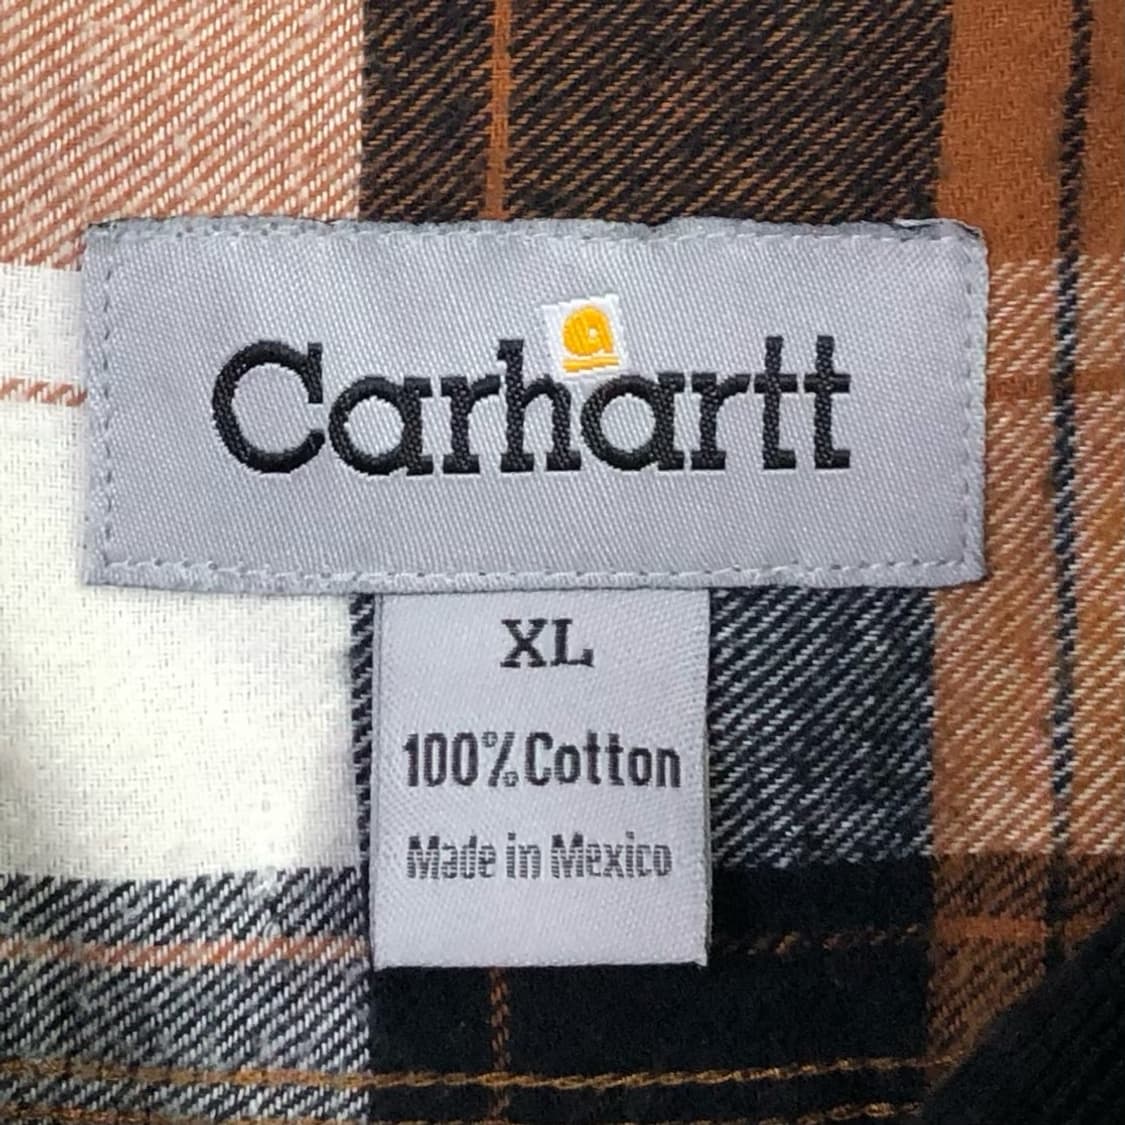 Carhartt
XL
100% Cotton
Made in Mexico